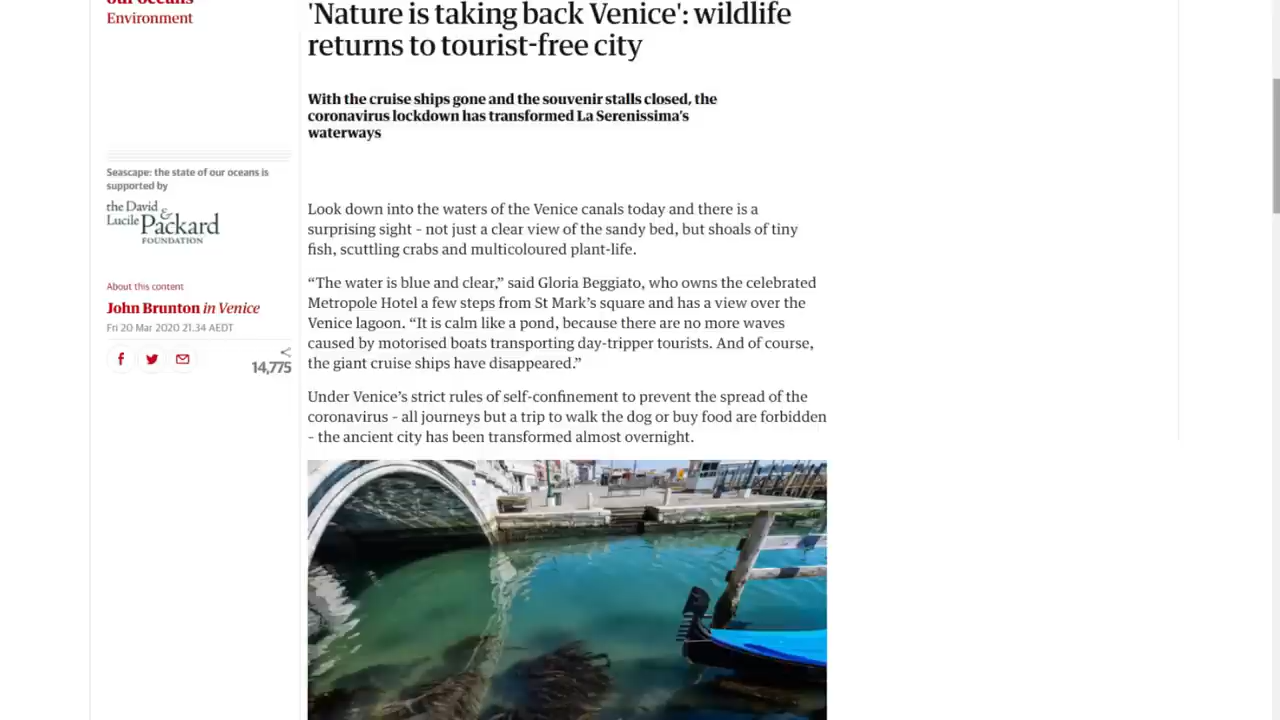 our oceans
Environment
'Nature is taking back Venice': wildlife
returns to tourist-free city
With the cruise ships gone and the souvenir stalls closed, the
coronavirus lockdown has transformed La Serenissima's
waterways
Seascape: the state of our oceans is
supported by
the David
&
Lucile Packard
FOUNDATION
About this content
John Brunton in Venice
Fri 20 Mar 2020 21.34 AEDT
14,775
Look down into the waters of the Venice canals today and there is a
surprising sight - not just a clear view of the sandy bed, but shoals of tiny
fish, scuttling crabs and multicoloured plant-life.
“The water is blue and clear,” said Gloria Beggiato, who owns the celebrated
Metropole Hotel a few steps from St Mark’s square and has a view over the
Venice lagoon. “It is calm like a pond, because there are no more waves
caused by motorised boats transporting day-tripper tourists. And of course,
the giant cruise ships have disappeared.”
Under Venice’s strict rules of self-confinement to prevent the spread of the
coronavirus - all journeys but a trip to walk the dog or buy food are forbidden
- the ancient city has been transformed almost overnight.